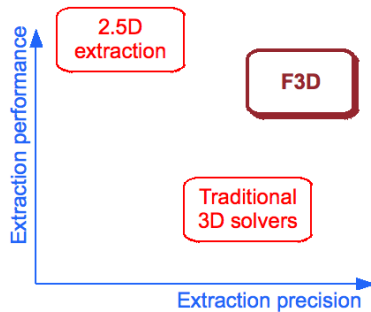 2.5D
extraction
F3D
Traditional
3D solvers
Extraction performance
Extraction precision